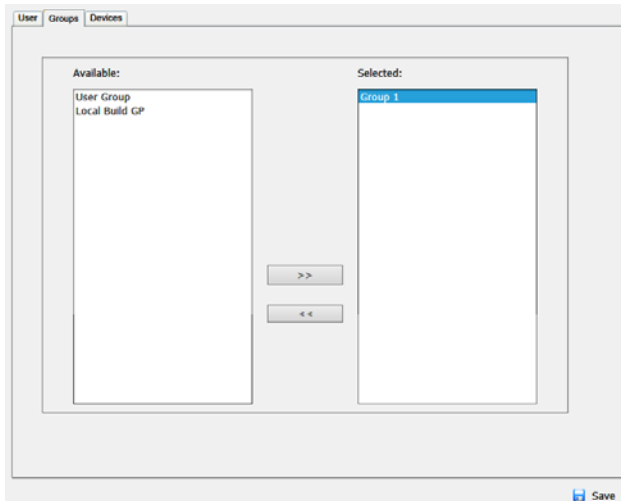 User Groups Devices
Available: Selected:
User Group Group 1
Local Build GP
>>
<<
Save